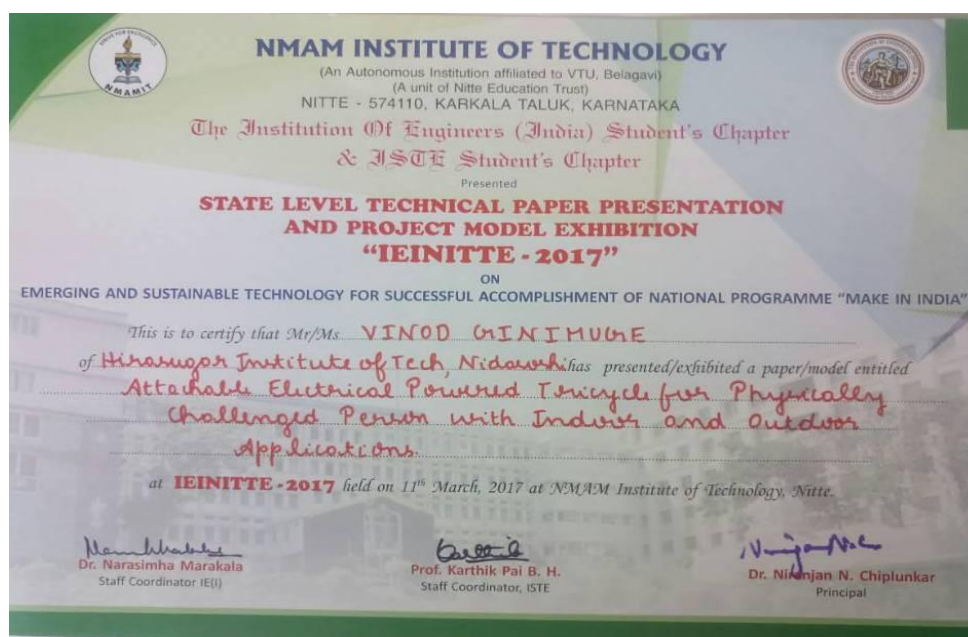 NMAM INSTITUTE OF TECHNOLOGY
(An Autonomous Institution affiliated to VTU, Belagavi)
(A unit of Nitte Education Trust)
NITTE - 574110, KARKALA TALUK, KARNATAKA
The Institution Of Engineers (India) Student's Chapter
& ISTE Student's Chapter
Presented
STATE LEVEL TECHNICAL PAPER PRESENTATION
AND PROJECT MODEL EXHIBITION
“IEINITTE - 2017”
ON
EMERGING AND SUSTAINABLE TECHNOLOGY FOR SUCCESSFUL ACCOMPLISHMENT OF NATIONAL PROGRAMME “MAKE IN INDIA”
This is to certify that Mr/Ms VINOD GINIMUGE
of Hirasugar Institute of Tech, Nidasoshi has presented/exhibited a paper/model entitled
Attachable Electrical Powered Tricycle for Physically
Challenged Person with Indoor and Outdoor
Applications.
at IEINITTE - 2017 held on 11th March, 2017 at NMAM Institute of Technology, Nitte.
Dr. Narasimha Marakala
Staff Coordinator IE(I)
Prof. Karthik Pai B. H.
Staff Coordinator, ISTE
Dr. Niranjan N. Chiplunkar
Principal
NMAMIT